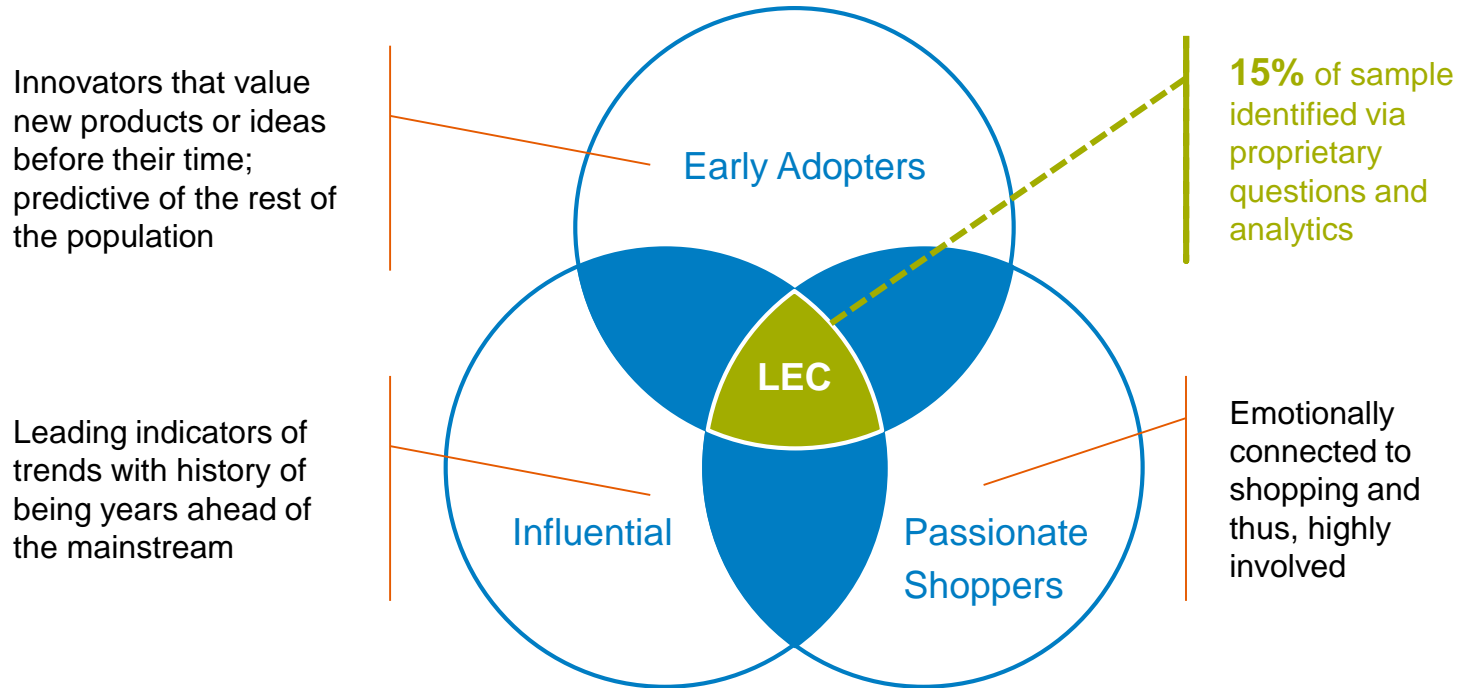 Innovators that value
new products or ideas
before their time;
predictive of the rest of
the population
Early Adopters
15% of sample
identified via
proprietary
questions and
analytics
LEC
Leading indicators of
trends with history of
being years ahead of
the mainstream
Influential
Passionate
Shoppers
Emotionally
connected to
shopping and
thus, highly
involved